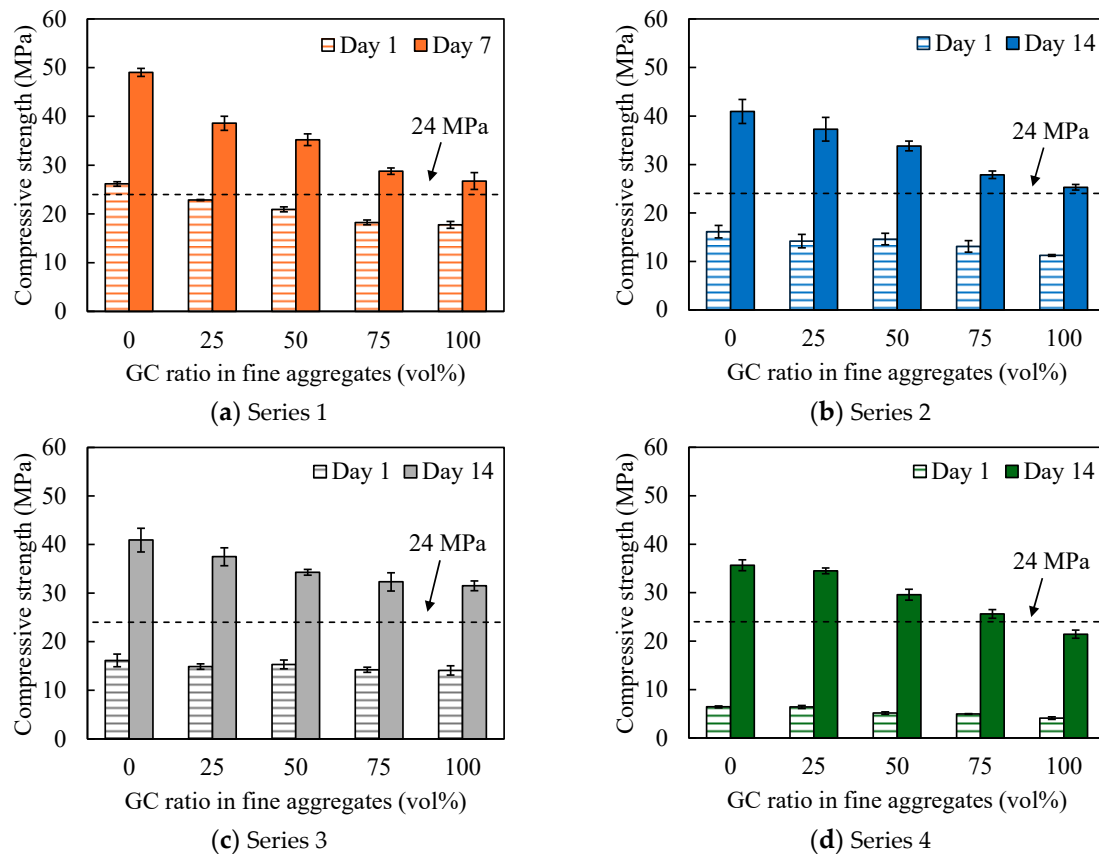 Compressive strength (MPa)
60
50
40
30
20
10
0
Day 1 Day 7
24 MPa
0 25 50 75 100
GC ratio in fine aggregates (vol%)
(a) Series 1
Compressive strength (MPa)
60
50
40
30
20
10
0
Day 1 Day 14
24 MPa
0 25 50 75 100
GC ratio in fine aggregates (vol%)
(b) Series 2
Compressive strength (MPa)
60
50
40
30
20
10
0
Day 1 Day 14
24 MPa
0 25 50 75 100
GC ratio in fine aggregates (vol%)
(c) Series 3
Compressive strength (MPa)
60
50
40
30
20
10
0
Day 1 Day 14
24 MPa
0 25 50 75 100
GC ratio in fine aggregates (vol%)
(d) Series 4